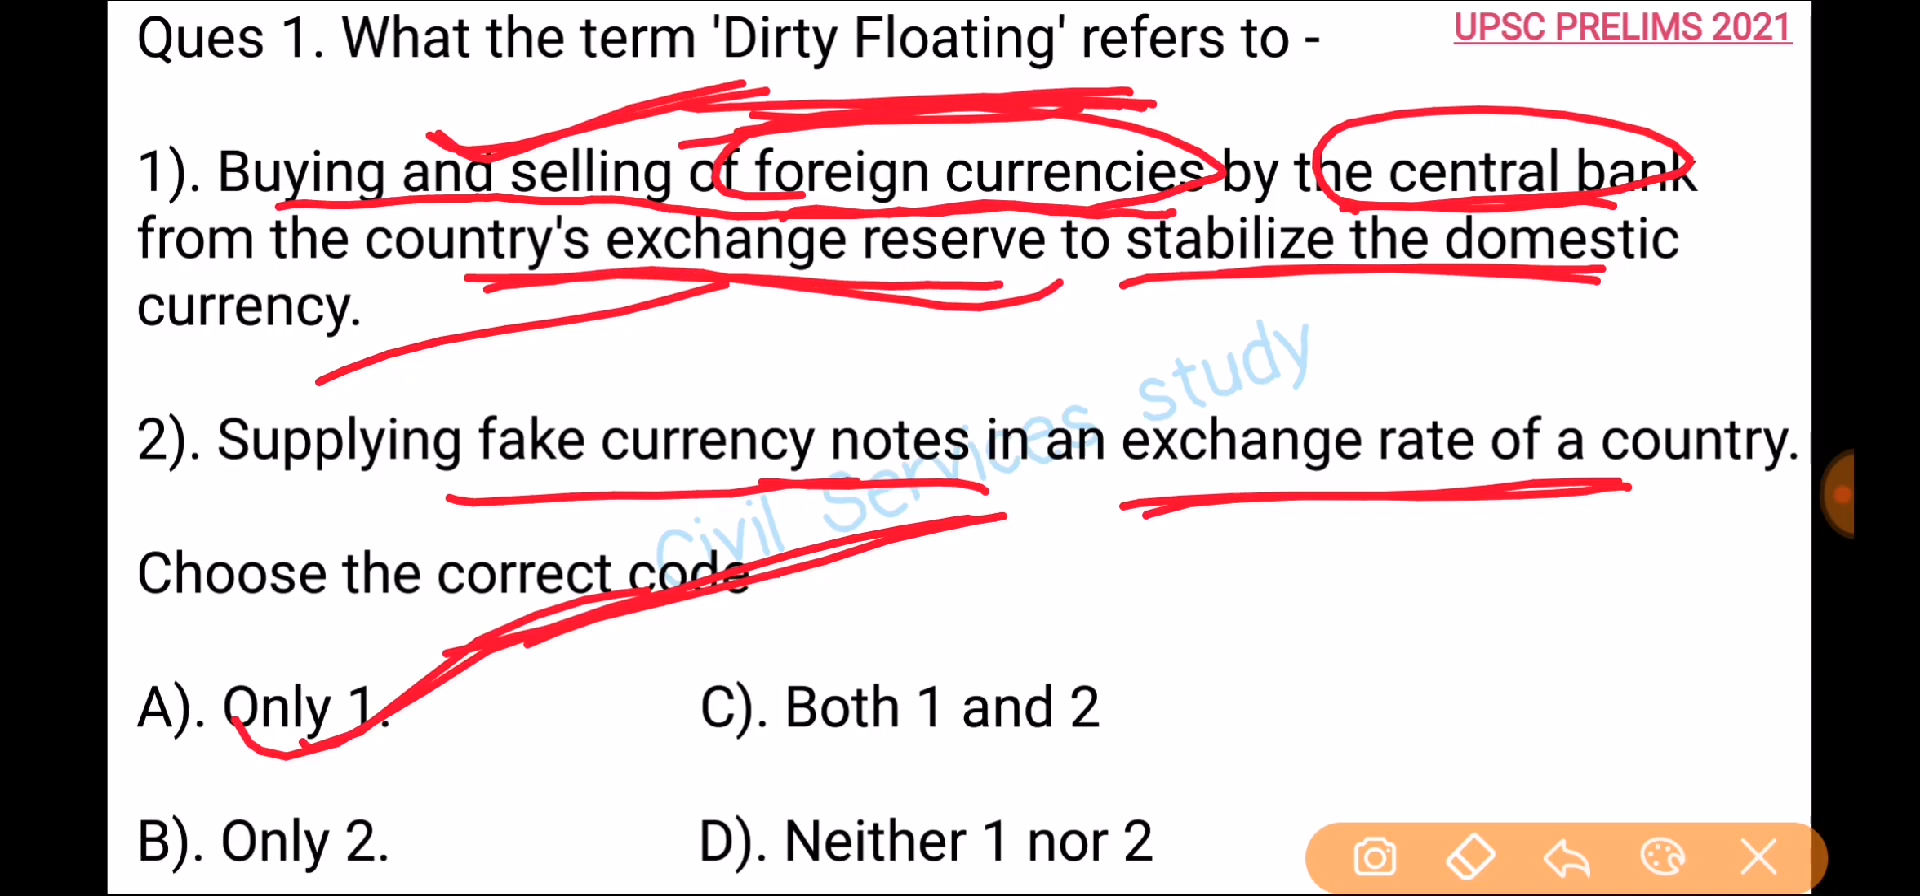 Ques 1. What the term 'Dirty Floating' refers to -
UPSC PRELIMS 2021
1). Buying and selling of foreign currencies by the central bank
from the country's exchange reserve to stabilize the domestic
currency.
2). Supplying fake currency notes in an exchange rate of a country.
Civil Services study
Choose the correct code
A). Only 1.
C). Both 1 and 2
B). Only 2.
D). Neither 1 nor 2